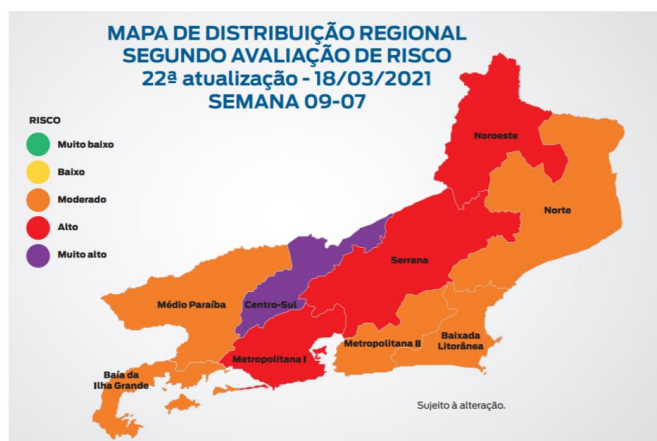 MAPA DE DISTRIBUIÇÃO REGIONAL
SEGUNDO AVALIAÇÃO DE RISCO
22ª atualização - 18/03/2021
SEMANA 09-07
RISCO
Muito baixo
Baixo
Moderado
Alto
Muito alto
Noroeste
Norte
Serrana
Médio Paraíba
Centro-Sul
Baixada
Litorânea
Metropolitana II
Metropolitana I
Baía da
Ilha Grande
Sujeito à alteração.